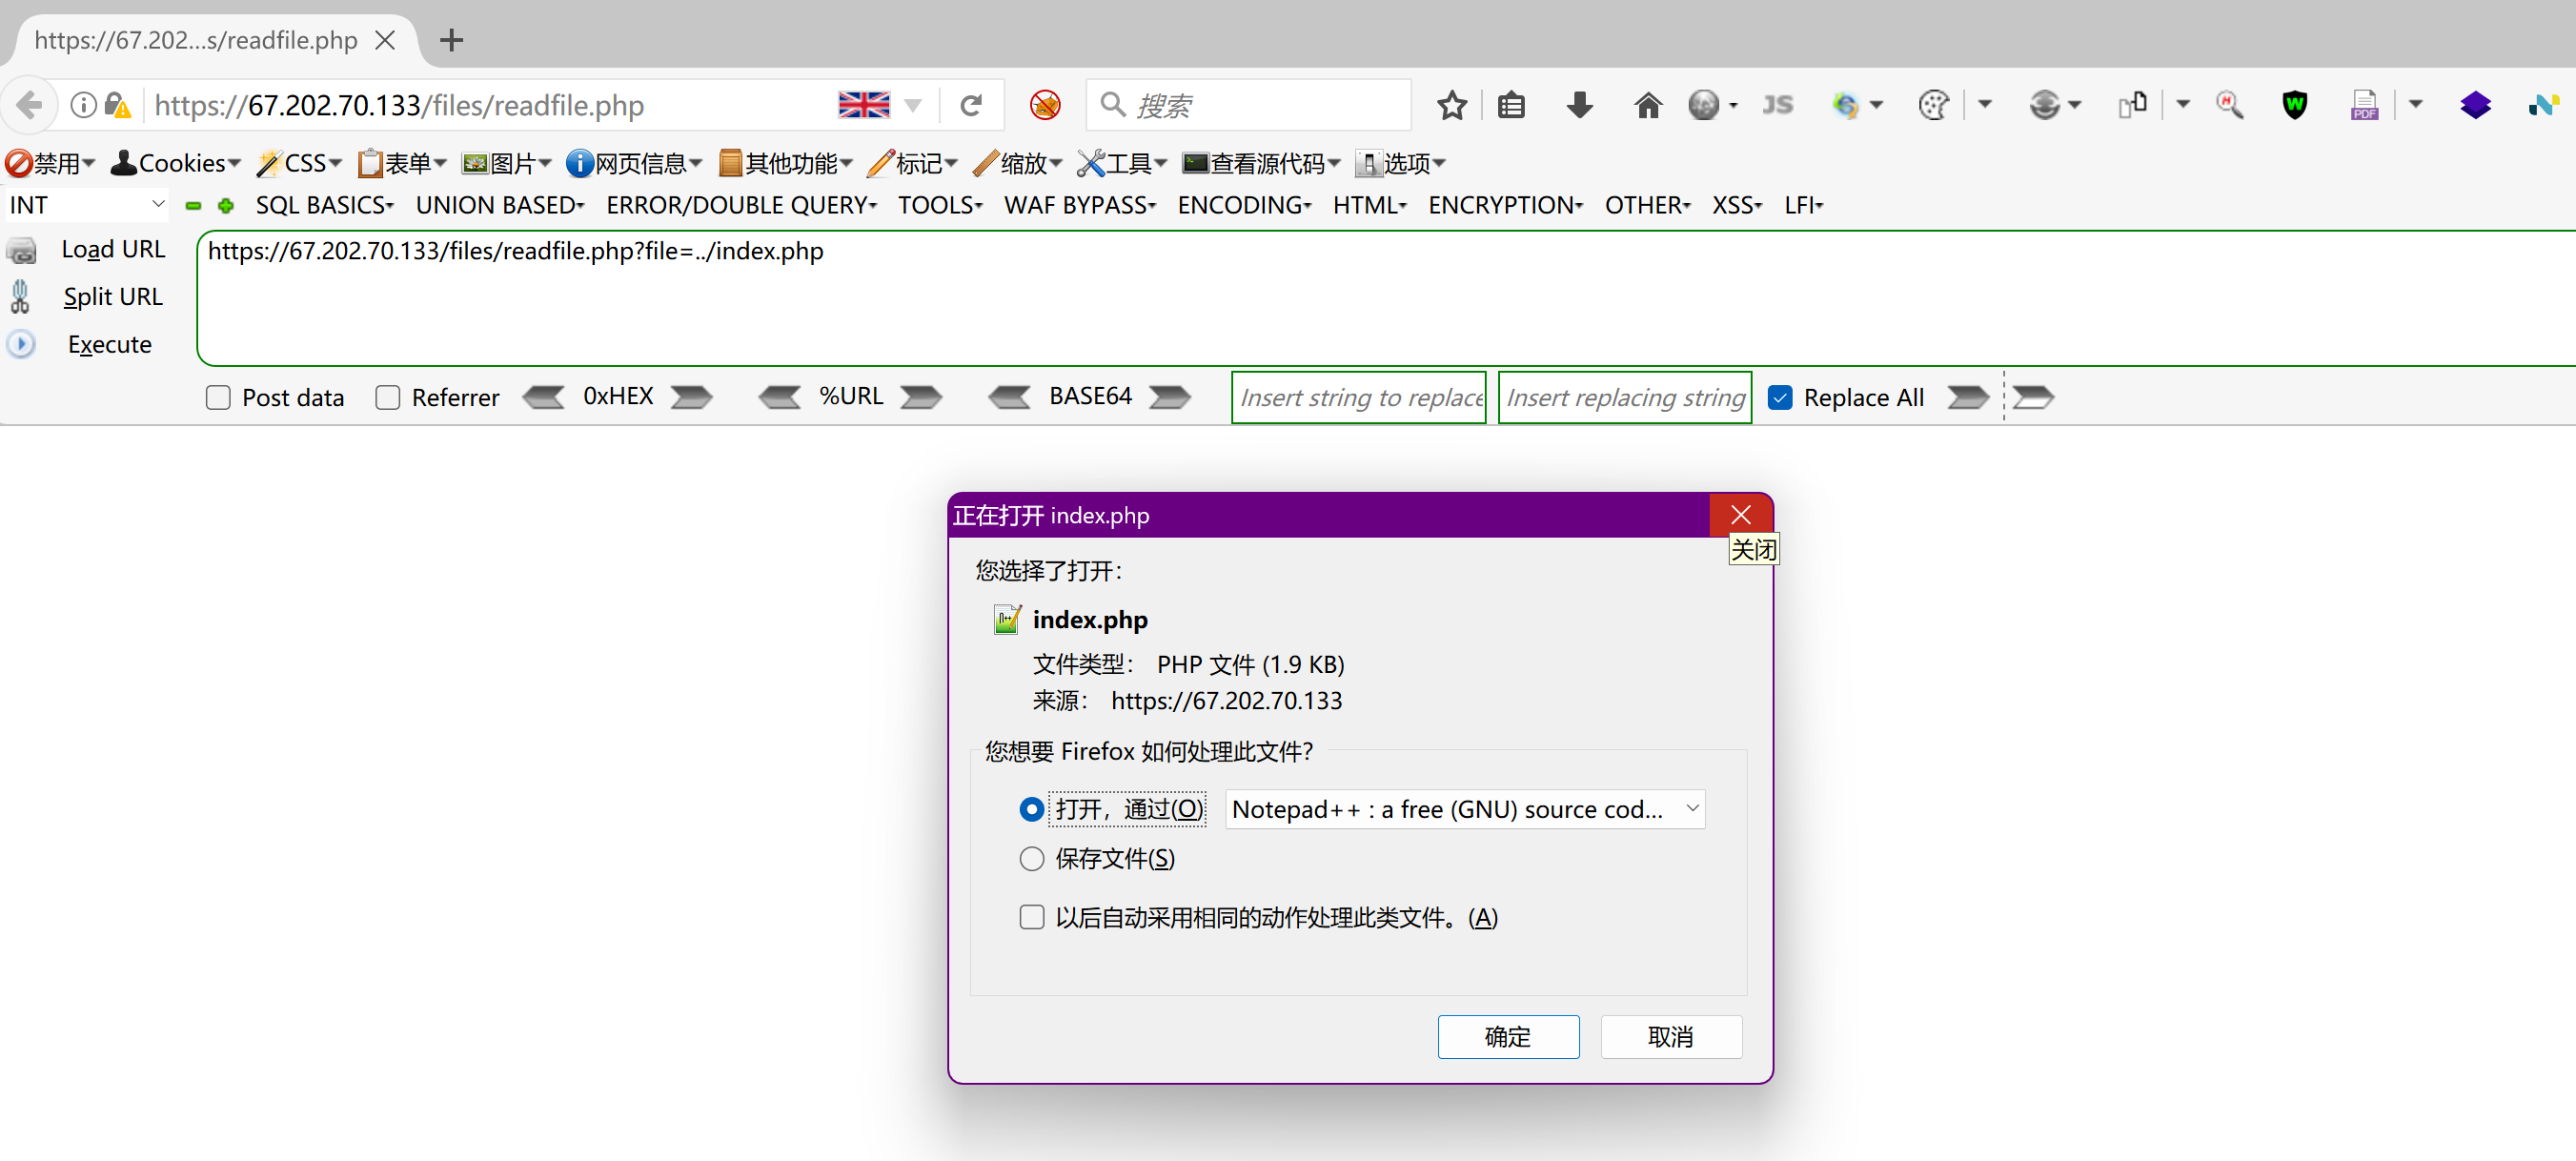 https://67.202...s/readfile.php
https://67.202.70.133/files/readfile.php 搜索 JS PDF
禁用 Cookies CSS 表单 图片 网页信息 其他功能 标记 缩放 工具 查看源代码 选项
INT SQL BASICS UNION BASED ERROR/DOUBLE QUERY TOOLS WAF BYPASS ENCODING HTML ENCRYPTION OTHER XSS LFI
Load URL https://67.202.70.133/files/readfile.php?file=../index.php
Split URL
Execute
Post data Referrer 0xHEX %URL BASE64 Insert string to replace Insert replacing string Replace All
正在打开 index.php
关闭
您选择了打开：
index.php
文件类型： PHP 文件 (1.9 KB)
来源： https://67.202.70.133
您想要 Firefox 如何处理此文件？
打开，通过(O) Notepad++ : a free (GNU) source cod...
保存文件(S)
以后自动采用相同的动作处理此类文件。(A)
确定 取消